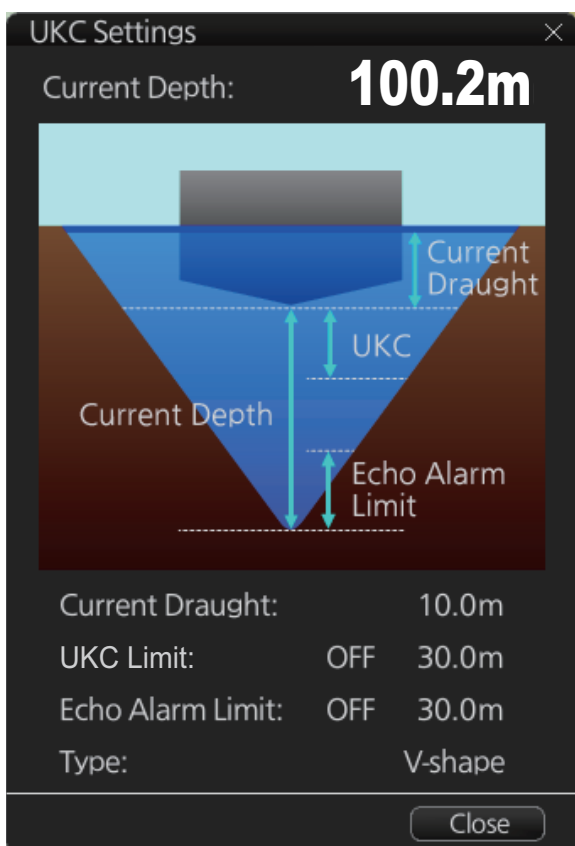 UKC Settings ×
Current Depth: 100.2m
Current
Draught
UKC
Current Depth
Echo Alarm
Limit
Current Draught: 10.0m
UKC Limit: OFF 30.0m
Echo Alarm Limit: OFF 30.0m
Type: V-shape
Close